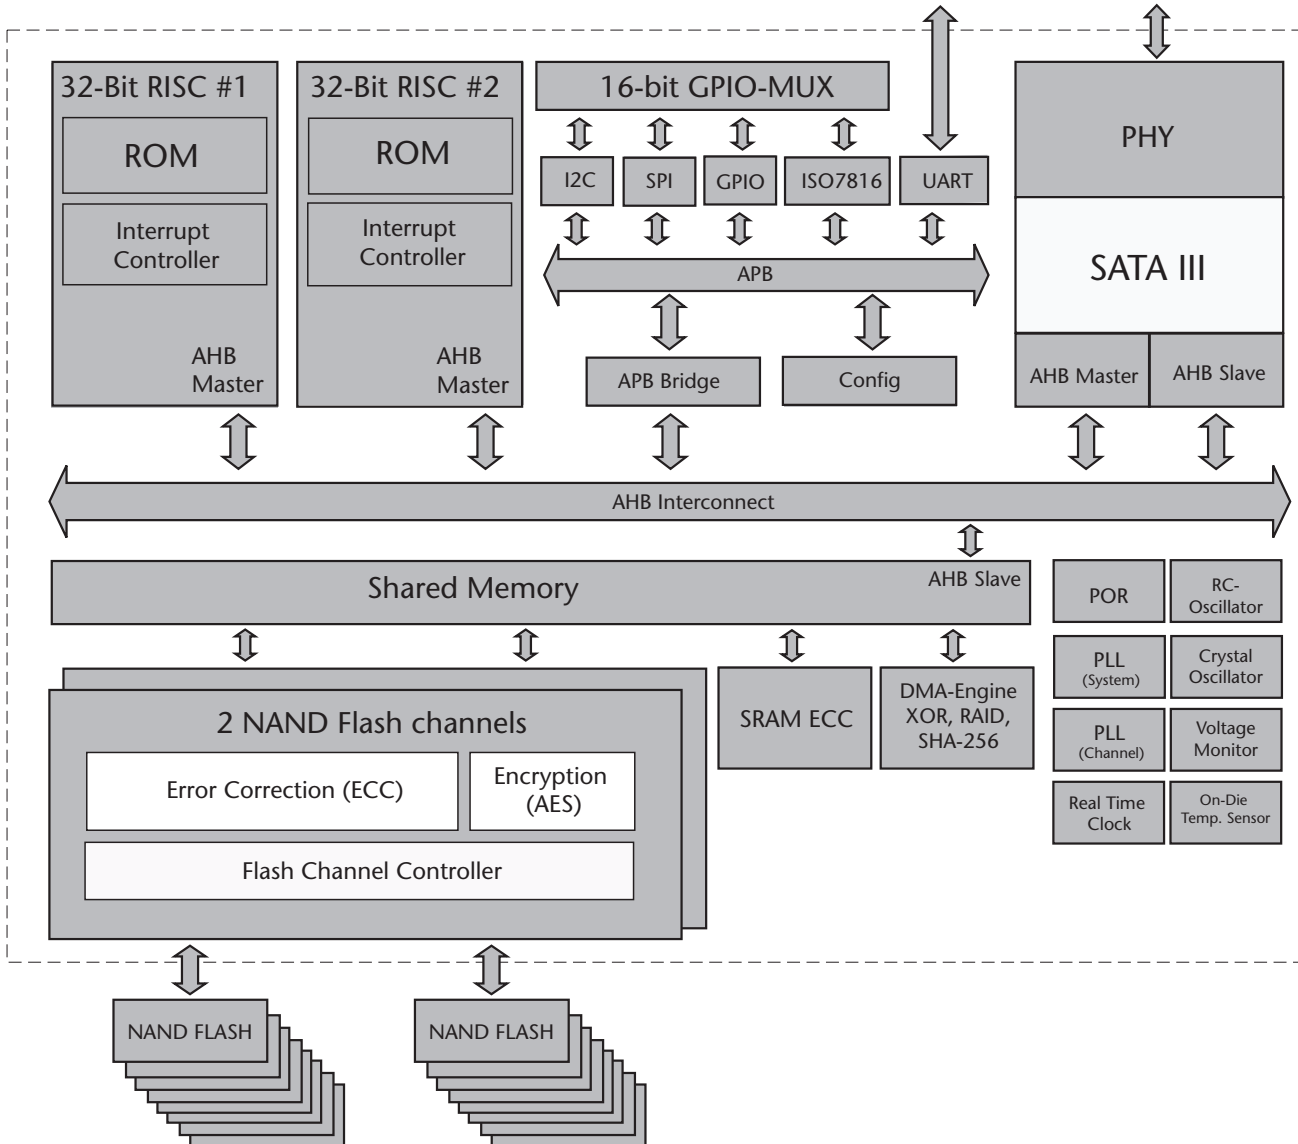 32-Bit RISC #1
ROM
Interrupt
Controller
AHB
Master
32-Bit RISC #2
ROM
Interrupt
Controller
AHB
Master
16-bit GPIO-MUX
I2C
SPI
GPIO
ISO7816
UART
APB
APB Bridge
Config
PHY
SATA III
AHB Master
AHB Slave
AHB Interconnect
Shared Memory
AHB Slave
2 NAND Flash channels
Error Correction (ECC)
Encryption
(AES)
Flash Channel Controller
SRAM ECC
DMA-Engine
XOR, RAID,
SHA-256
POR
RC-
Oscillator
PLL
(System)
Crystal
Oscillator
PLL
(Channel)
Voltage
Monitor
Real Time
Clock
On-Die
Temp. Sensor
NAND FLASH
NAND FLASH